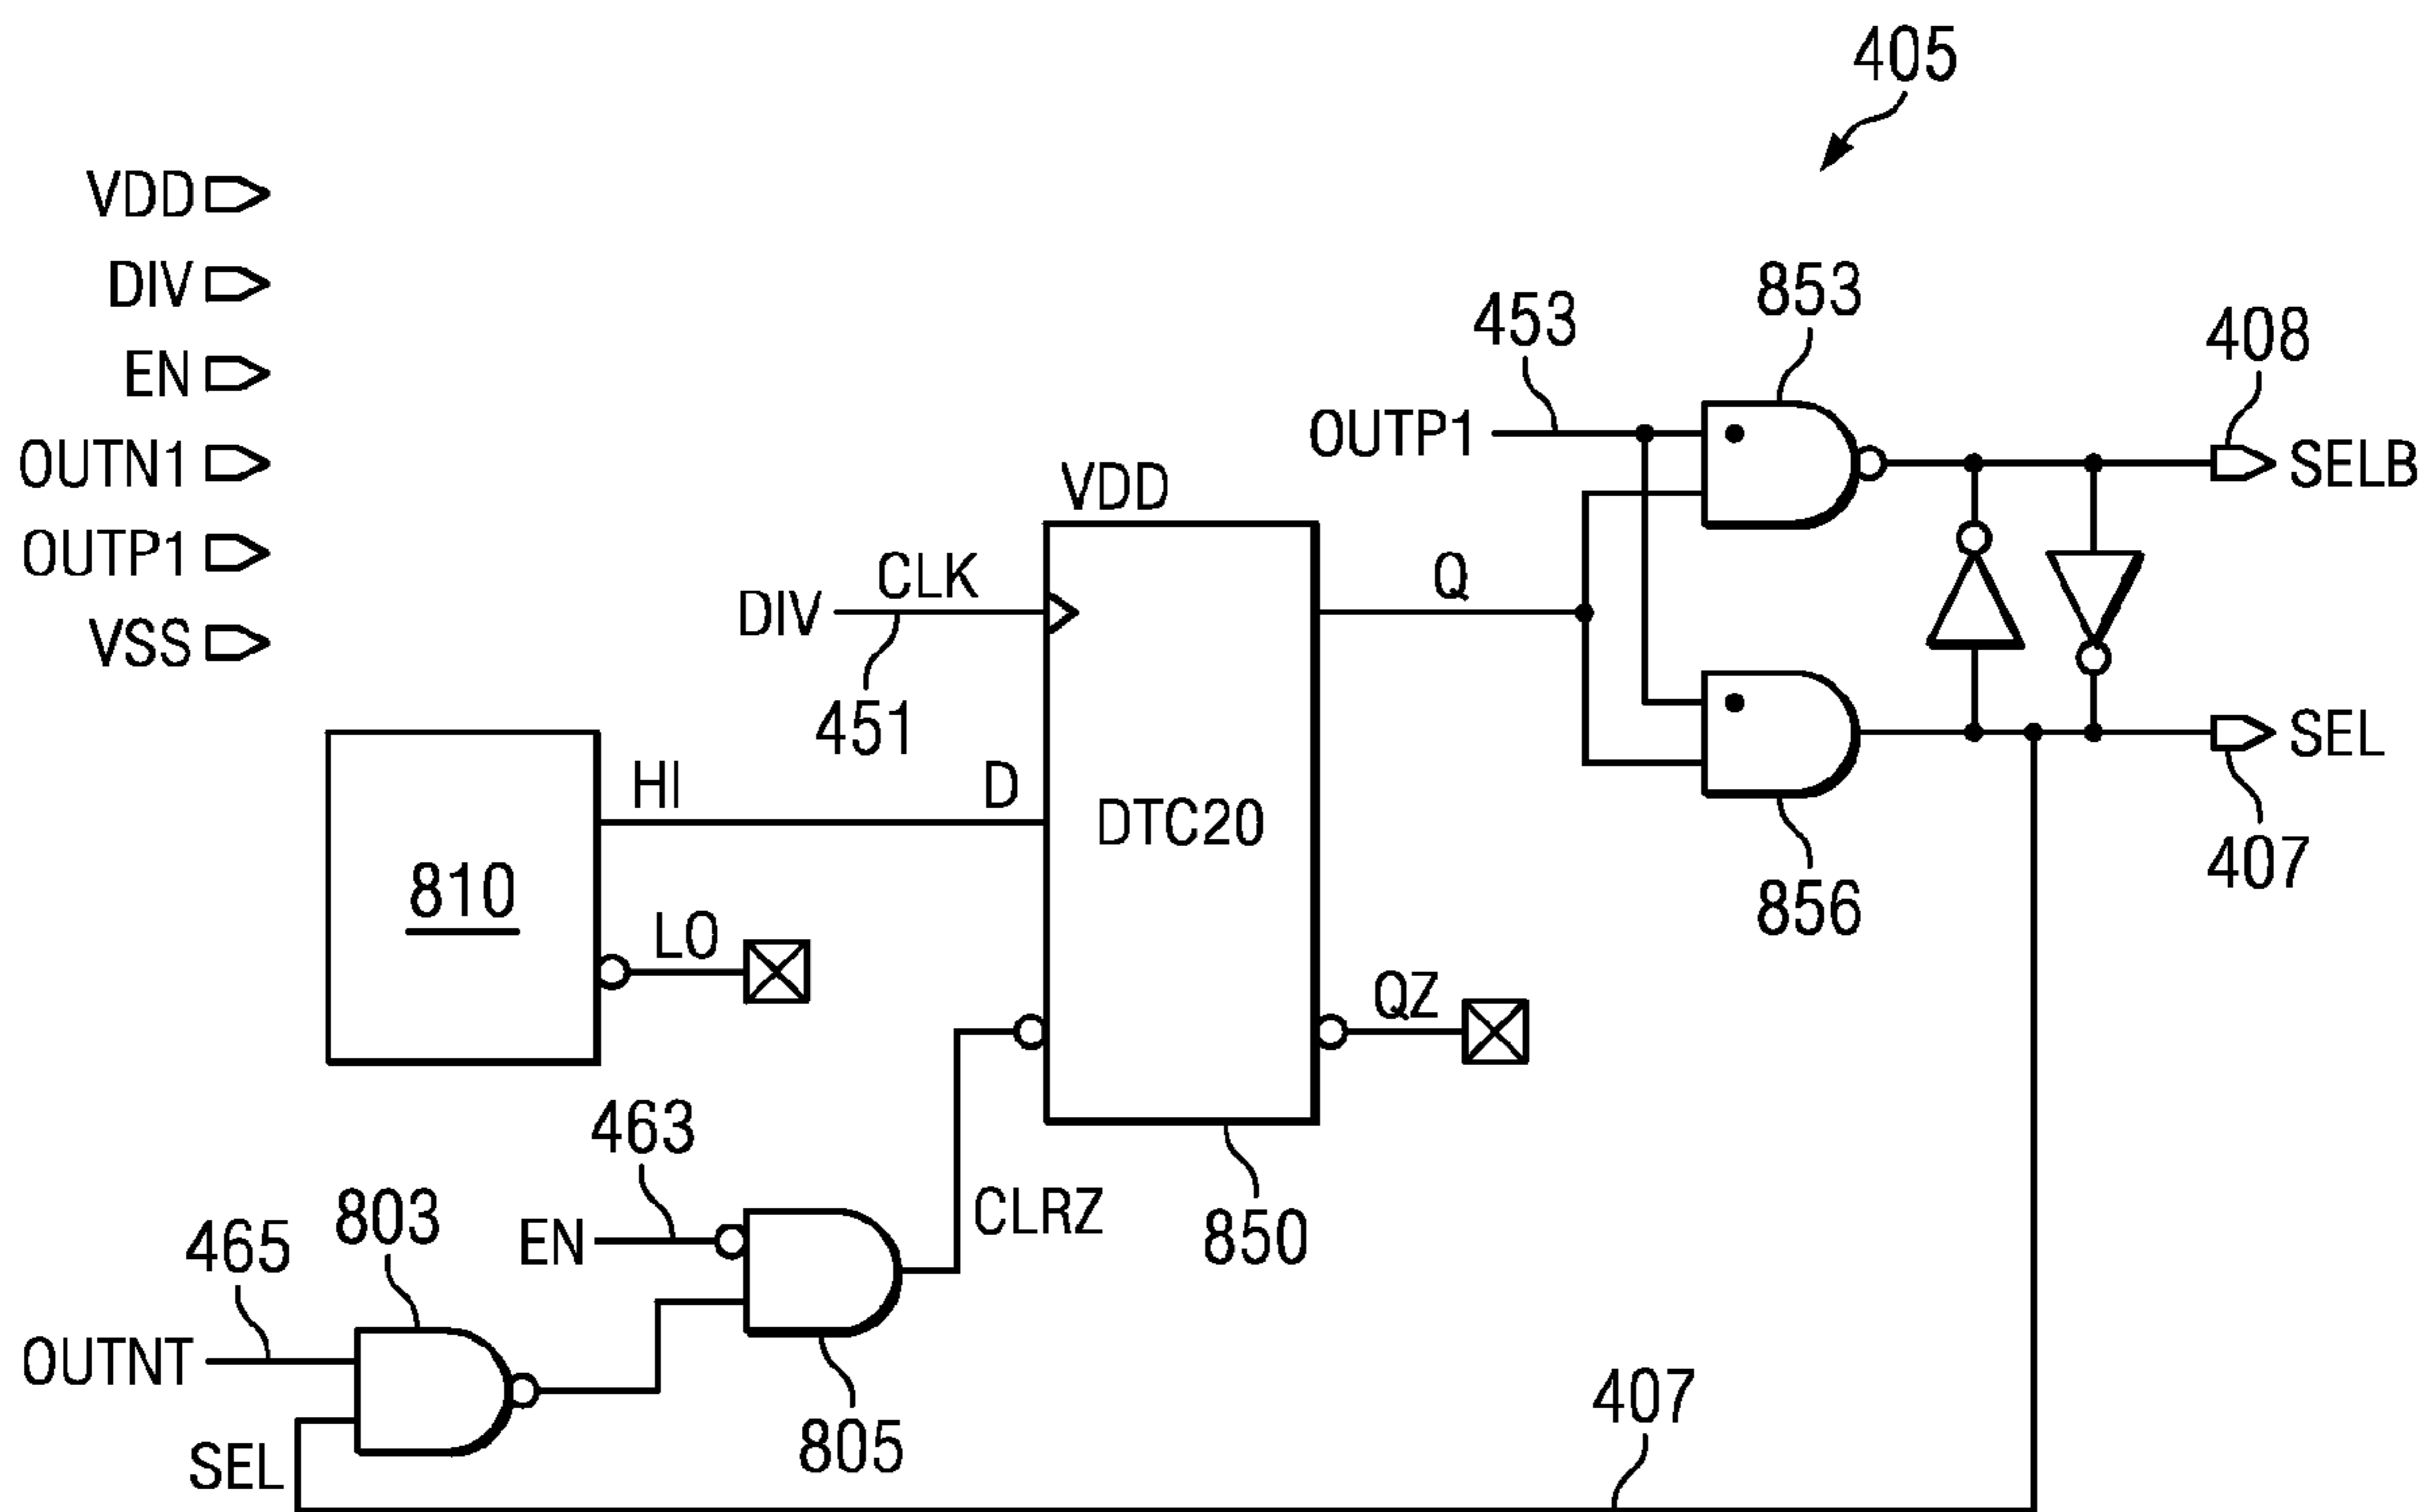 405
VDD
DIV
EN
OUTN1
OUTP1
VSS
853
453
408
OUTP1
SELB
VDD
CLK
Q
DIV
451
SEL
HI
D
DTC20
407
810
856
LO
QZ
463
803
CLRZ
465
EN
850
OUTNT
407
805
SEL